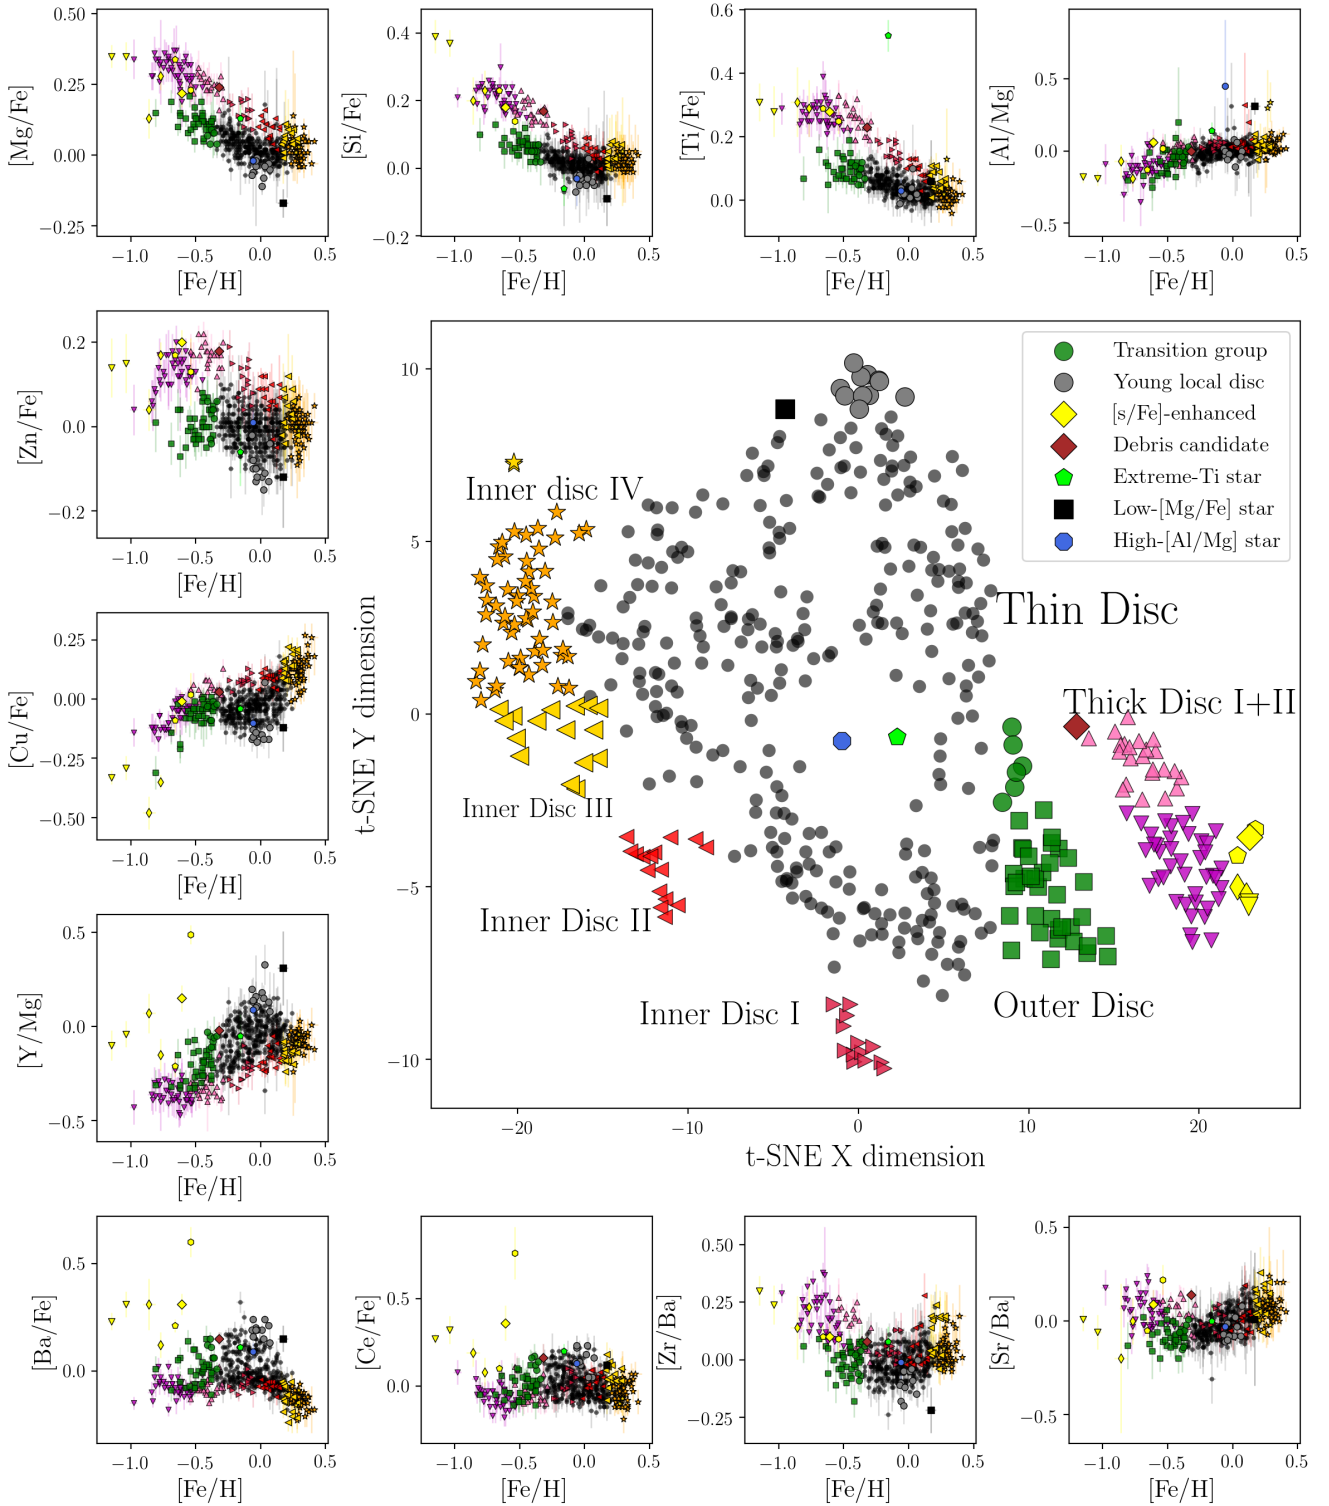 0.50
0.25
0.00
−0.25
[Mg/Fe]
−1.0 −0.5 0.0 0.5
[Fe/H]
0.4
0.2
0.0
−0.2
[Si/Fe]
−1.0 −0.5 0.0 0.5
[Fe/H]
0.6
0.4
0.2
0.0
[Ti/Fe]
−1.0 −0.5 0.0 0.5
[Fe/H]
0.5
0.0
−0.5
[Al/Mg]
−1.0 −0.5 0.0 0.5
[Fe/H]
0.2
0.0
−0.2
[Zn/Fe]
−1.0 −0.5 0.0 0.5
[Fe/H]
0.25
0.00
−0.25
−0.50
[Cu/Fe]
−1.0 −0.5 0.0 0.5
[Fe/H]
0.5
0.0
−0.5
[Y/Mg]
−1.0 −0.5 0.0 0.5
[Fe/H]
10
5
0
−5
−10
t-SNE Y dimension
Transition group
Young local disc
[s/Fe]-enhanced
Debris candidate
Extreme-Ti star
Low-[Mg/Fe] star
High-[Al/Mg] star
Inner disc IV
Thin Disc
Thick Disc I+II
Inner Disc III
Inner Disc II
Inner Disc I
Outer Disc
−20 −10 0 10 20
t-SNE X dimension
0.5
0.0
[Ba/Fe]
−1.0 −0.5 0.0 0.5
[Fe/H]
0.5
0.0
[Ce/Fe]
−1.0 −0.5 0.0 0.5
[Fe/H]
0.50
0.25
0.00
−0.25
[Zr/Ba]
−1.0 −0.5 0.0 0.5
[Fe/H]
0.5
0.0
−0.5
[Sr/Ba]
−1.0 −0.5 0.0 0.5
[Fe/H]